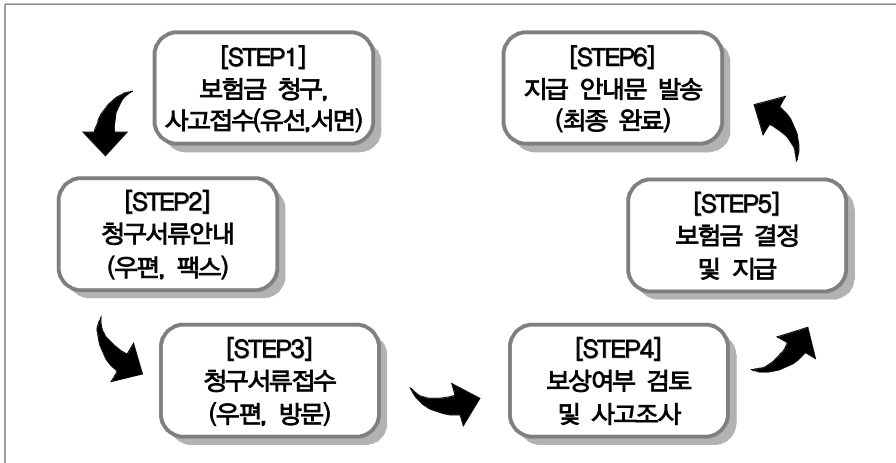 [STEP1]
보험금 청구,
사고접수(유선,서면)
[STEP2]
청구서류안내
(우편, 팩스)
[STEP3]
청구서류접수
(우편, 방문)
[STEP4]
보상여부 검토
및 사고조사
[STEP5]
보험금 결정
및 지급
[STEP6]
지급 안내문 발송
(최종 완료)